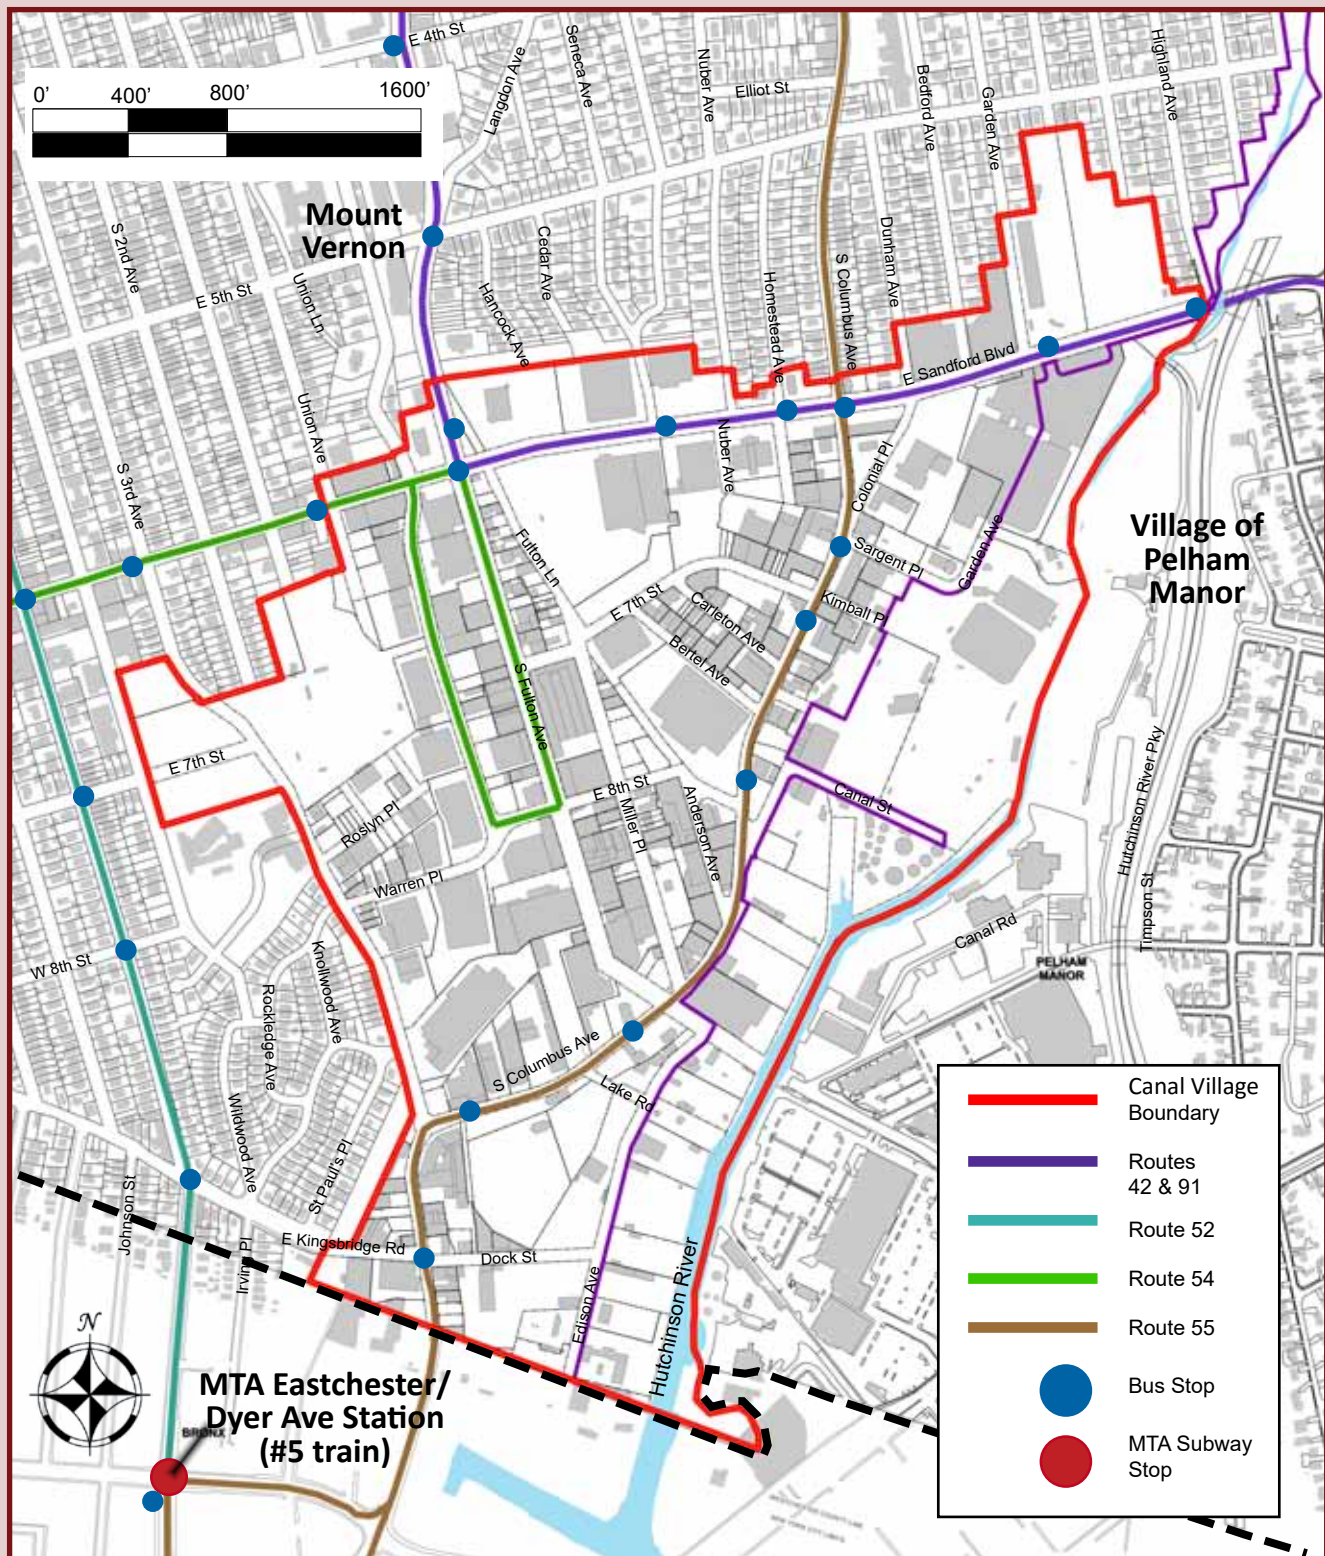 E 4th St
0' 400' 800' 1600'
Langdon Ave
Seneca Ave
Nuber Ave
Elliot St
Bedford Ave
Garden Ave
Highland Ave
Mount
Vernon
S 2nd Ave
E 5th St
Union Ln
Hancock Ave
Cedar Ave
Homestead Ave
S Columbus Ave
Dunham Ave
E Sandford Blvd
Union Ave
S 3rd Ave
Nuber Ave
Colonial Pl
Fulton Ln
Sargent Pl
Garden Ave
Village of
Pelham
Manor
E 7th St
Carleton Ave
Kimball Pl
Bertel Ave
S Fulton Ave
E 7th St
E 8th St
Roslyn Pl
Miller Pl
Anderson Ave
Canal St
Hutchinson River Pky
Timpson St
Warren Pl
W 8th St
Knollwood Ave
Rockledge Ave
Canal Rd
PELHAM
MANOR
S Columbus Ave
Lake Rd
Wildwood Ave
St Paul's Pl
Johnson St
Irving Pl
E Kingsbridge Rd
Dock St
Edison Ave
Hutchinson River
N
MTA Eastchester/
Dyer Ave Station
(#5 train)
BRONX
Canal Village
Boundary
Routes
42 & 91
Route 52
Route 54
Route 55
Bus Stop
MTA Subway
Stop